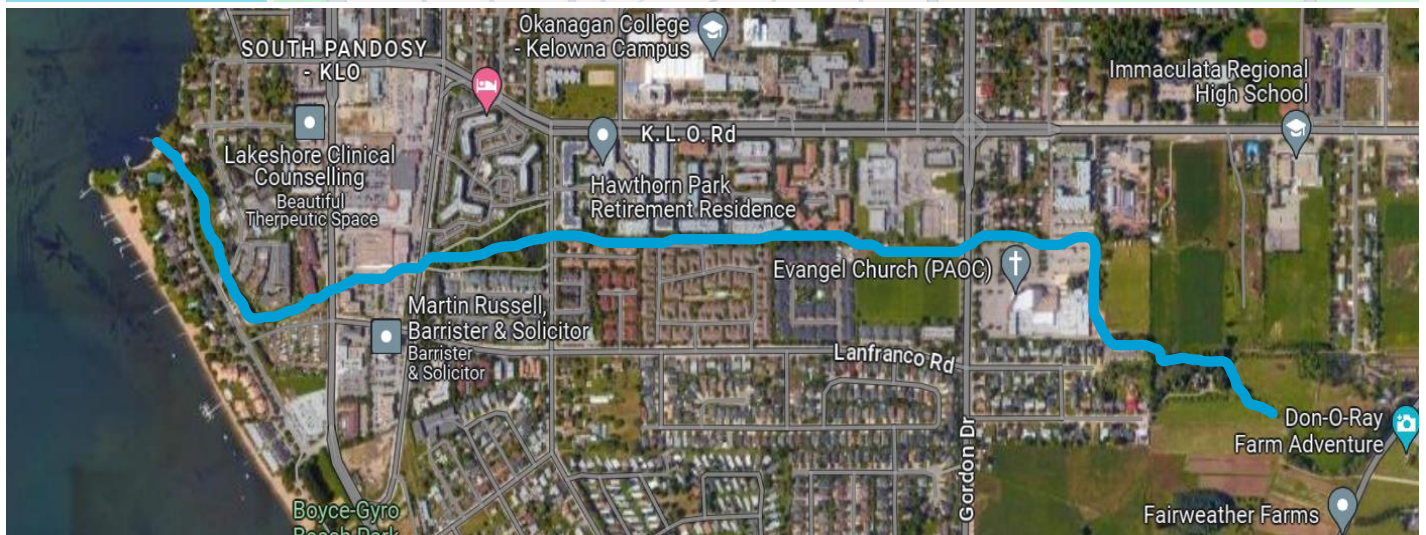 Okanagan College
- Kelowna Campus
SOUTH PANDOSY
- KLO
Immaculata Regional
High School
K. L. O. Rd
Lakeshore Clinical
Counselling
Beautiful
Therpeutic Space
Hawthorn Park
Retirement Residence
Evangel Church (PAOC)
Martin Russell,
Barrister & Solicitor
Barrister
& Solicitor
Lanfranco Rd
Don-O-Ray
Farm Adventure
Gordon Dr
Boyce-Gyro
Beach Park
Fairweather Farms